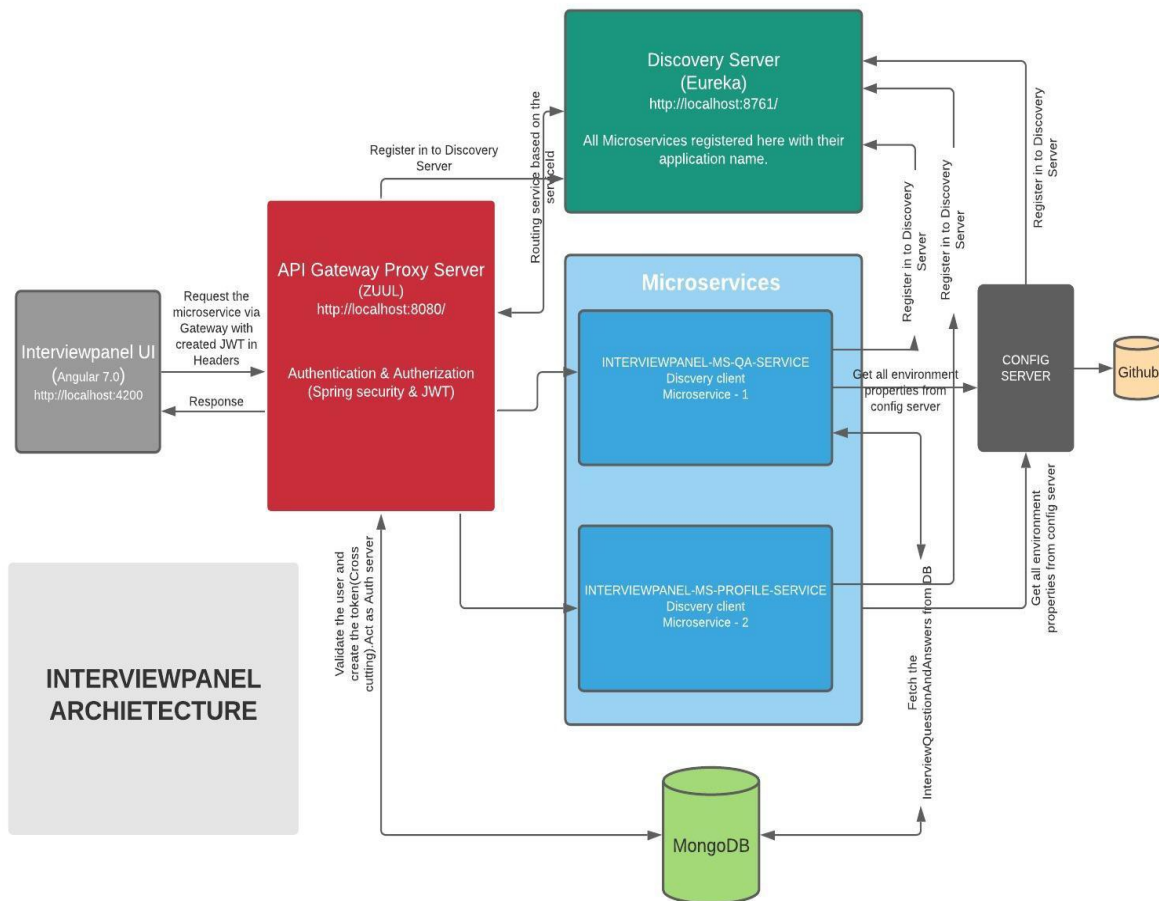 Discovery Server
(Eureka)
http://localhost:8761/
All Microservices registered here with their
application name.
Routing service based on the
serviceId
Register in to Discovery
Server
API Gateway Proxy Server
(ZUUL)
http://localhost:8080/
Authentication & Autherization
(Spring security & JWT)
Request the
microservice via
Gateway with
created JWT in
Headers
Response
Interviewpanel UI
(Angular 7.0)
http://localhost:4200
Microservices
INTERVIEWPANEL-MS-QA-SERVICE
Discvery client
Microservice - 1
INTERVIEWPANEL-MS-PROFILE-SERVICE
Discvery client
Microservice - 2
Register in to Discovery
Server
Register in to Discovery
Server
Register in to Discovery
Server
Get all environment
properties from
config server
CONFIG
SERVER
Github
Get all environment
properties from config server
Validate the user and
create the token(Cross
cutting).Act as Auth server
Fetch the
InterviewQuestionAndAnswers from DB
INTERVIEWPANEL
ARCHIETECTURE
MongoDB